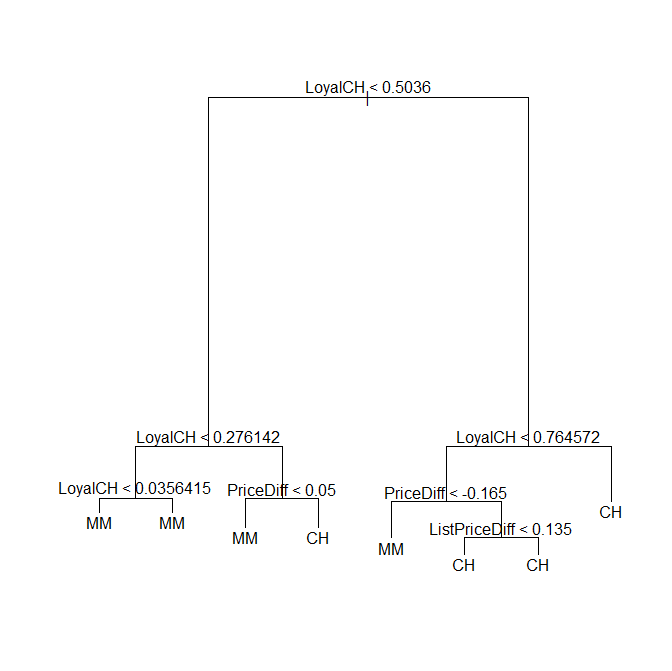 LoyalCH < 0.5036
LoyalCH < 0.276142
LoyalCH < 0.764572
LoyalCH < 0.0356415
PriceDiff < 0.05
PriceDiff < -0.165
MM
MM
MM
CH
MM
ListPriceDiff < 0.135
CH
CH
CH